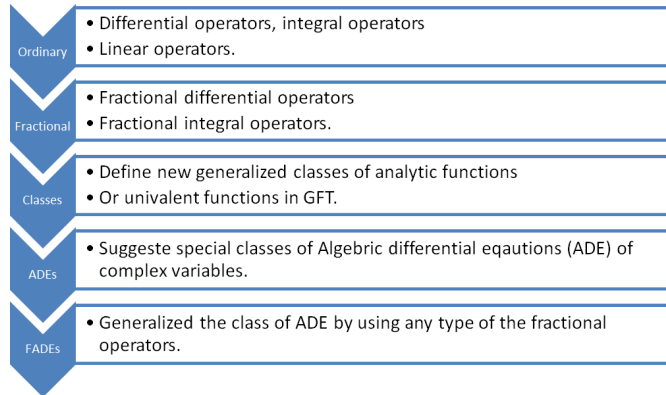 Ordinary
• Differential operators, integral operators
• Linear operators.
Fractional
• Fractional differential operators
• Fractional integral operators.
Classes
• Define new generalized classes of analytic functions
• Or univalent functions in GFT.
ADEs
• Suggeste special classes of Algebric differential eqautions (ADE) of
complex variables.
FADEs
• Generalized the class of ADE by using any type of the fractional
operators.